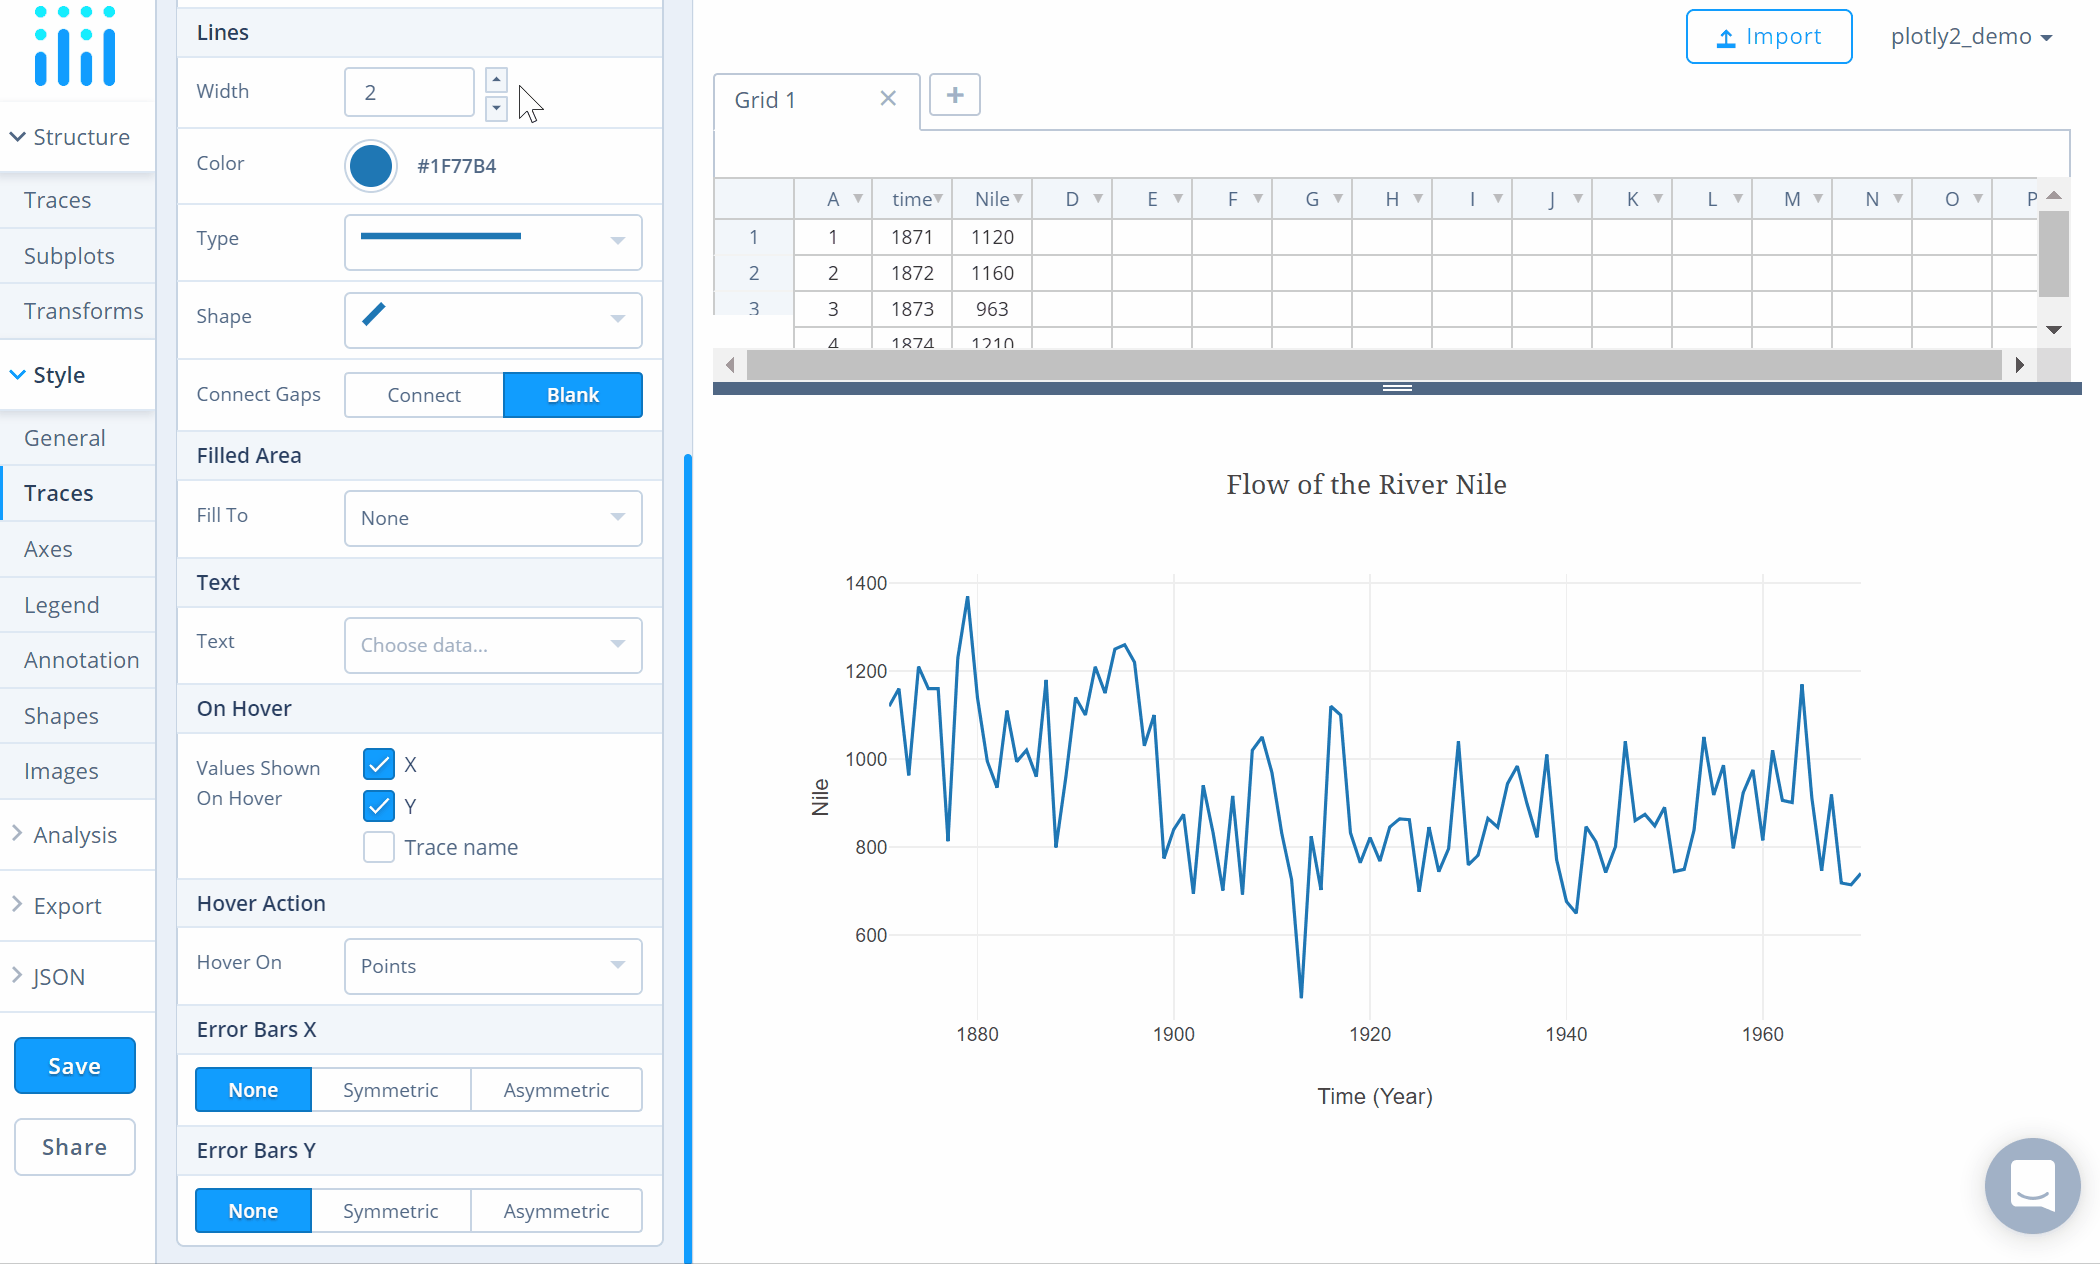 Structure
Traces
Subplots
Transforms
Style
General
Traces
Axes
Legend
Annotation
Shapes
Images
Analysis
Export
JSON
Save
Share
Lines
Width 2
Color #1F77B4
Type
Shape
Connect Gaps Connect Blank
Filled Area
Fill To None
Text
Text Choose data...
On Hover
Values Shown
On Hover
X
Y
Trace name
Hover Action
Hover On Points
Error Bars X
None Symmetric Asymmetric
Error Bars Y
None Symmetric Asymmetric
Import plotly2_demo
Grid 1
A time Nile D E F G H I J K L M N O P
1 1 1871 1120
2 2 1872 1160
3 3 1873 963
4 1874 1210
Flow of the River Nile
1400
1200
1000
800
600
Nile
1880 1900 1920 1940 1960
Time (Year)